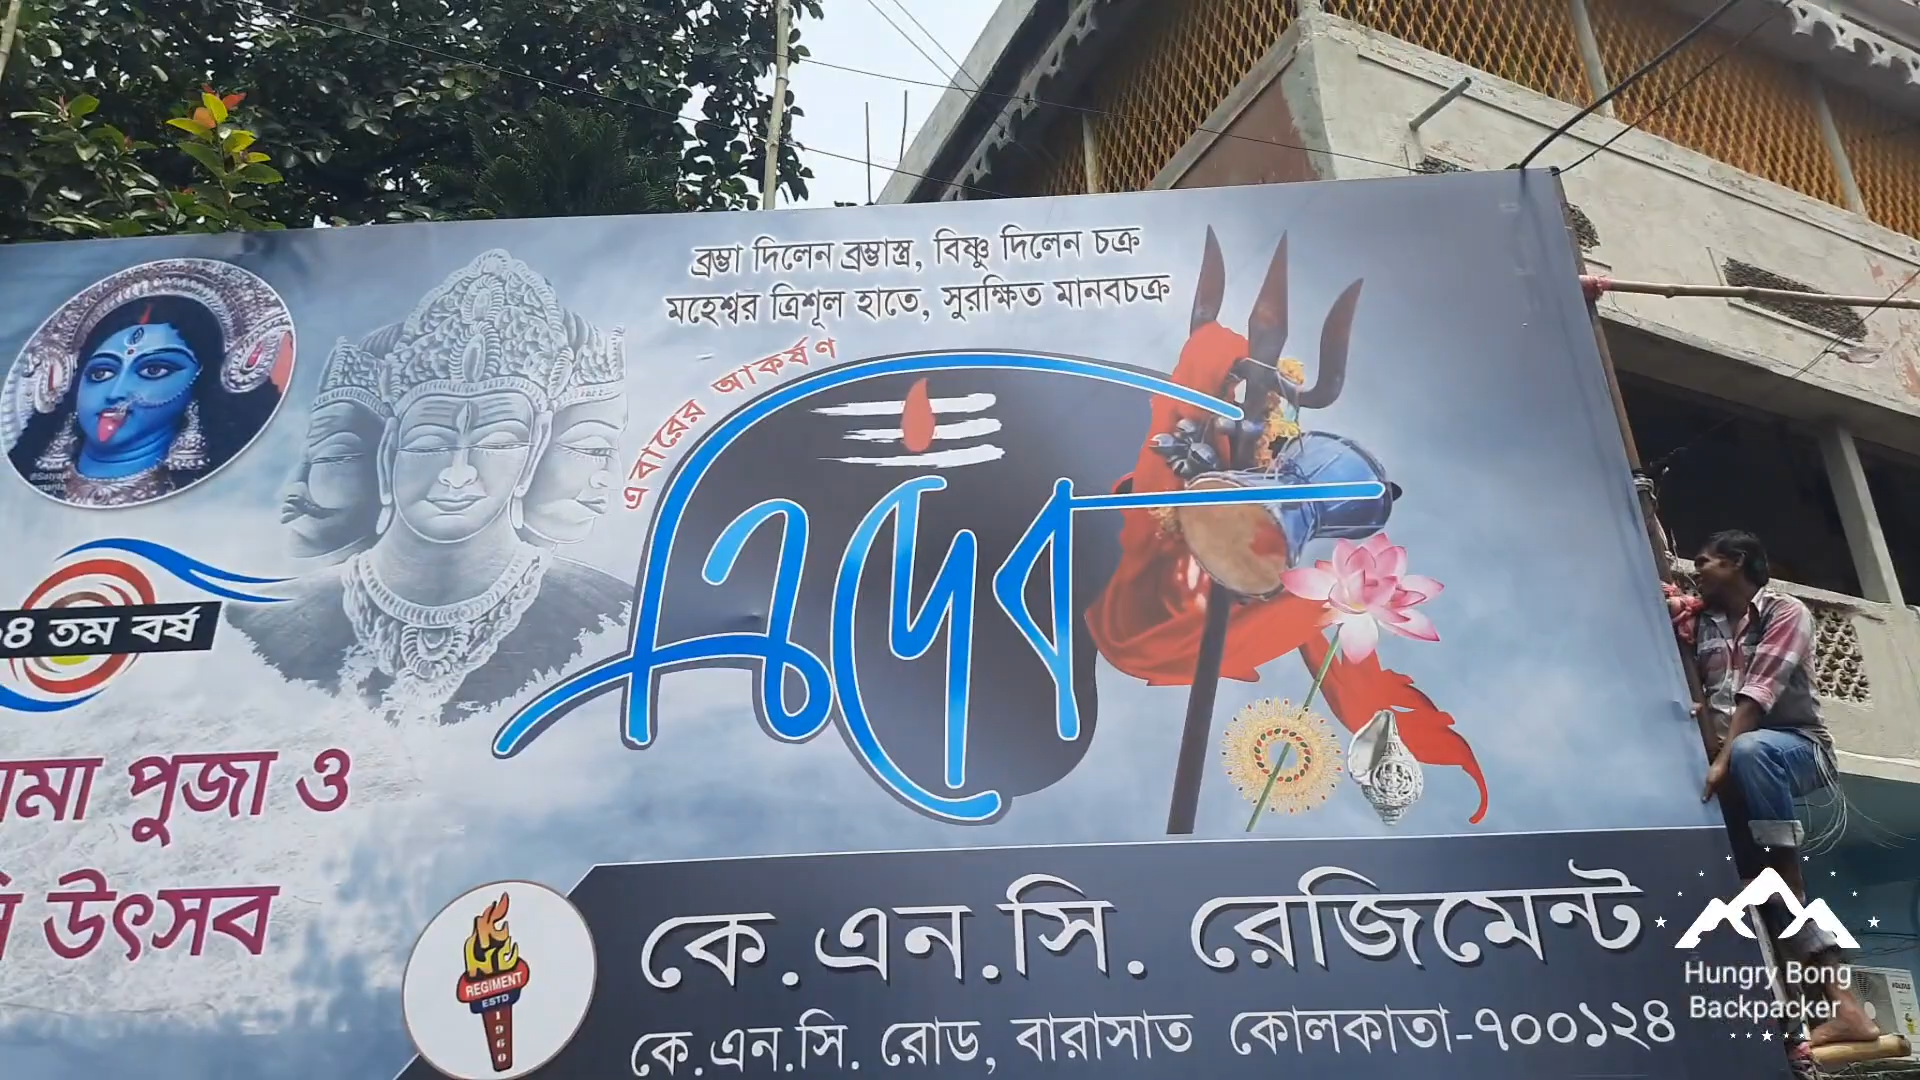 ব্রহ্মা দিলেন ব্রহ্মাস্ত্র, বিষ্ণু দিলেন চক্র
মহেশ্বর ত্রিশূল হাতে, সুরক্ষিত মানবচক্র
এবারের আকর্ষণ
ত্রিদেব
৪ তম বর্ষ
পুজা ও
উৎসব
KNC
REGIMENT
ESTD
1960
কে.এন.সি. রেজিমেন্ট
কে.এন.সি. রোড, বারাসাত কোলকাতা-৭০০১২৪
Hungry Bong
Backpacker